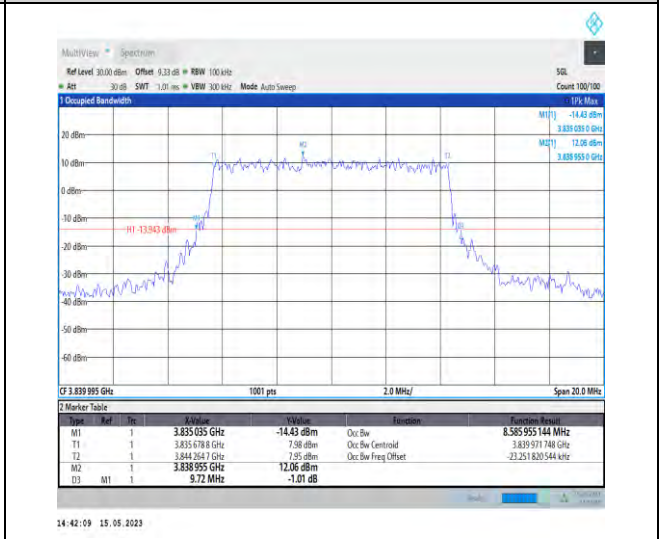 MultiView Spectrum
Ref Level 30.00 dBm Offset 9.33 dB RBW 100 kHz SGL
Att 30 dB SWT 1.01 ms VBW 300 kHz Mode Auto Sweep Count 100/100
1 Occupied Bandwidth 1Pk Max
M1[1] -14.43 dBm
3.835 035 0 GHz
M2[1] 12.06 dBm
3.838 955 0 GHz
20 dBm
M2
T1
T2
10 dBm
0 dBm
-10 dBm
H1 -13.943 dBm
-20 dBm
-30 dBm
-40 dBm
-50 dBm
-60 dBm
CF 3.839 995 GHz 1001 pts 2.0 MHz/ Span 20.0 MHz
2 Marker Table
Type Ref Trc X-Value Y-Value Function Function Result
M1 1 3.835 035 GHz -14.43 dBm Occ Bw 8.585 955 144 MHz
T1 1 3.835 678 8 GHz 7.98 dBm Occ Bw Centroid 3.839 971 748 GHz
T2 1 3.844 264 7 GHz 7.95 dBm Occ Bw Freq Offset -23.251 820 544 kHz
M2 1 3.838 955 GHz 12.06 dBm
D3 M1 1 9.72 MHz -1.01 dB
14:42:09 15.05.2023